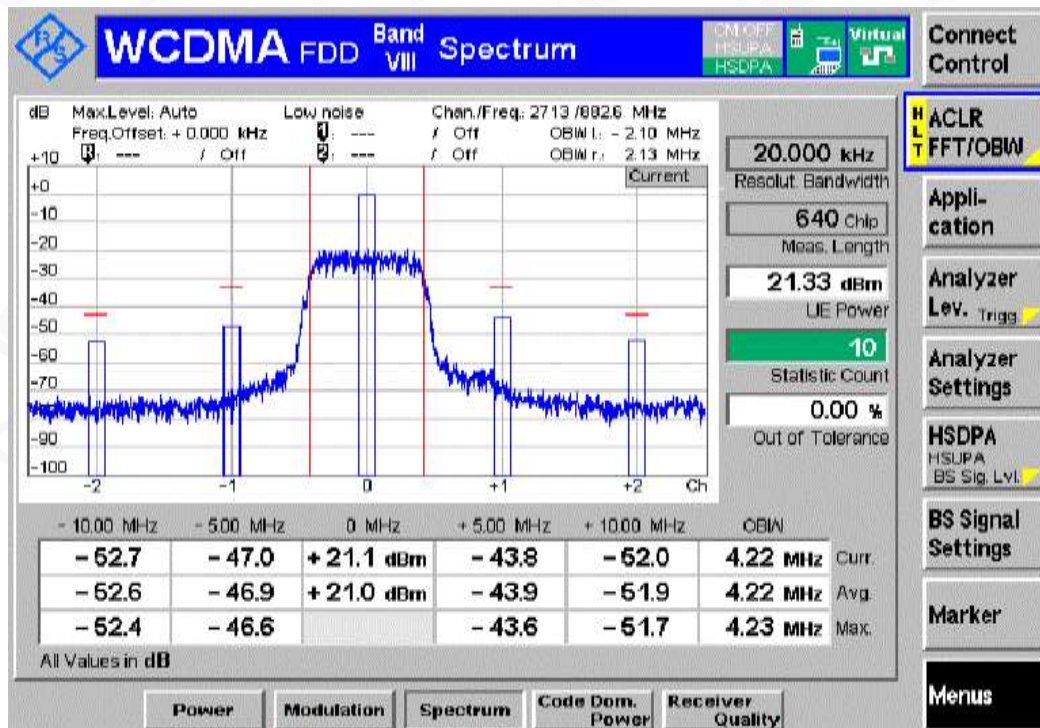 R&S
WCDMA FDD Band VIII Spectrum
CM OFF
HSUPA
HSDPA
Virtual
Connect Control
dB Max.Level: Auto Low noise Chan./Freq.: 2713 /882.6 MHz
Freq.Offset: + 0.000 kHz 1: --- / Off OBW l.: - 2.10 MHz
R: --- / Off 2: --- / Off OBW r.: 2.13 MHz
Current
+10
+0
-10
-20
-30
-40
-50
-60
-70
-90
-100
-2 -1 0 +1 +2 Ch
20.000 kHz
Resolut. Bandwidth
640 Chip
Meas. Length
21.33 dBm
UE Power
10
Statistic Count
0.00 %
Out of Tolerance
HLT
ACLR
FFT/OBW
Appli-
cation
Analyzer
Lev. Trigg.
Analyzer
Settings
HSDPA
HSUPA
BS Sig. Lvl.
BS Signal
Settings
Marker
Menus
- 10.00 MHz - 5.00 MHz 0 MHz + 5.00 MHz + 10.00 MHz OBW
- 52.7 - 47.0 + 21.1 dBm - 43.8 - 52.0 4.22 MHz Curr.
- 52.6 - 46.9 + 21.0 dBm - 43.9 - 51.9 4.22 MHz Avg.
- 52.4 - 46.6 - 43.6 - 51.7 4.23 MHz Max.
All Values in dB
Power Modulation Spectrum Code Dom. Power Receiver Quality